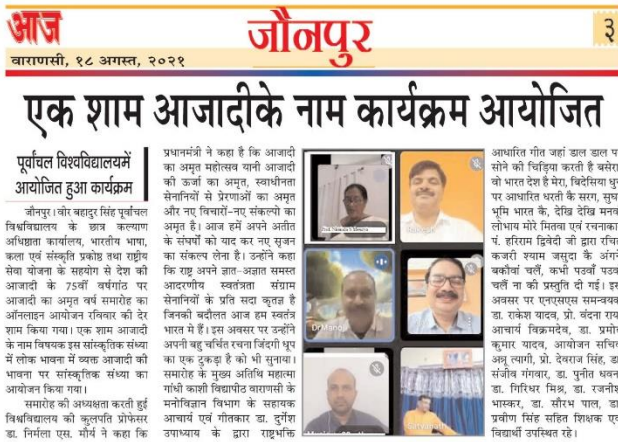 आज
जौनपुर
३
वाराणसी, १८ अगस्त, २०२१
एक शाम आजादीके नाम कार्यक्रम आयोजित
पूर्वांचल विश्वविद्यालयमें
आयोजित हुआ कार्यक्रम
जौनपुर। वीर बहादुर सिंह पूर्वांचल
विश्वविद्यालय के छात्र कल्याण
अधिष्ठाता कार्यालय, भारतीय भाषा,
कला एवं संस्कृति प्रकोष्ठ तथा राष्ट्रीय
सेवा योजना के सहयोग से देश की
आजादी के 75वीं वर्षगांठ पर
आजादी का अमृत वर्ष समारोह का
ऑनलाइन आयोजन रविवार की देर
शाम किया गया। एक शाम आजादी
के नाम विषयक इस सांस्कृतिक संध्या
में लोक भावना में व्यक्त आजादी की
भावना पर सांस्कृतिक संध्या का
आयोजन किया गया।
समारोह की अध्यक्षता करती हुई
विश्वविद्यालय की कुलपति प्रोफेसर
डा. निर्मला एस. मौर्य ने कहा कि
प्रधानमंत्री ने कहा है कि आजादी
का अमृत महोत्सव यानी आजादी
की ऊर्जा का अमृत, स्वाधीनता
सेनानियों से प्रेरणाओं का अमृत
और नए विचारों-नए संकल्पो का
अमृत है। आज हमें अपने अतीत
के संघर्षों को याद कर नए सृजन
का संकल्प लेना है। उन्होंने कहा
कि राष्ट्र अपने ज्ञात-अज्ञात समस्त
आदरणीय स्वतंत्रता संग्राम
सेनानियों के प्रति सदा कृतज्ञ है
जिनकी बदौलत आज हम स्वतंत्र
भारत मे हैं। इस अवसर पर उन्होंने
अपनी बहु चर्चित रचना जिंदगी धूप
का एक टुकड़ा है को भी सुनाया।
समारोह के मुख्य अतिथि महात्मा
गांधी काशी विद्यापीठ वाराणसी के
मनोविज्ञान विभाग के सहायक
आचार्य एवं गीतकार डा. दुर्गेश
उपाध्याय के द्वारा राष्ट्रभक्ति
DrManoj
Satyanath
आधारित गीत जहां डाल डाल प
सोने की चिड़िया करती है बसेरा
वो भारत देश है मेरा, बिदेसिया धु
पर आधारित धरती कै सरग, सुघ
भूमि भारत कै, देखि देखि मनव
लोभाय मोरे मितवा एवं रचनाका
पं. हरिराम द्विवेदी जी द्वारा रचित
कजरी श्याम जसुदा कै अंगने
बकौवां चलैं, कभी पउवाँ पउव
चलैं ना की प्रस्तुति दी गई। इस
अवसर पर एनएसएस समन्वयक
डा. राकेश यादव, प्रो. वंदना राय
आचार्य विक्रमदेव, डा. प्रमो
कुमार यादव, आयोजन सचि
अन्नू त्यागी, प्रो. देवराज सिंह, डा
संजीव गंगवार, डा. पुनीत धवन
डा. गिरिधर मिश्र, डा. रजनीश
भास्कर, डा. सौरभ पाल, डा
प्रवीण सिंह सहित शिक्षक एव
विद्यार्थी उपस्थित रहे।